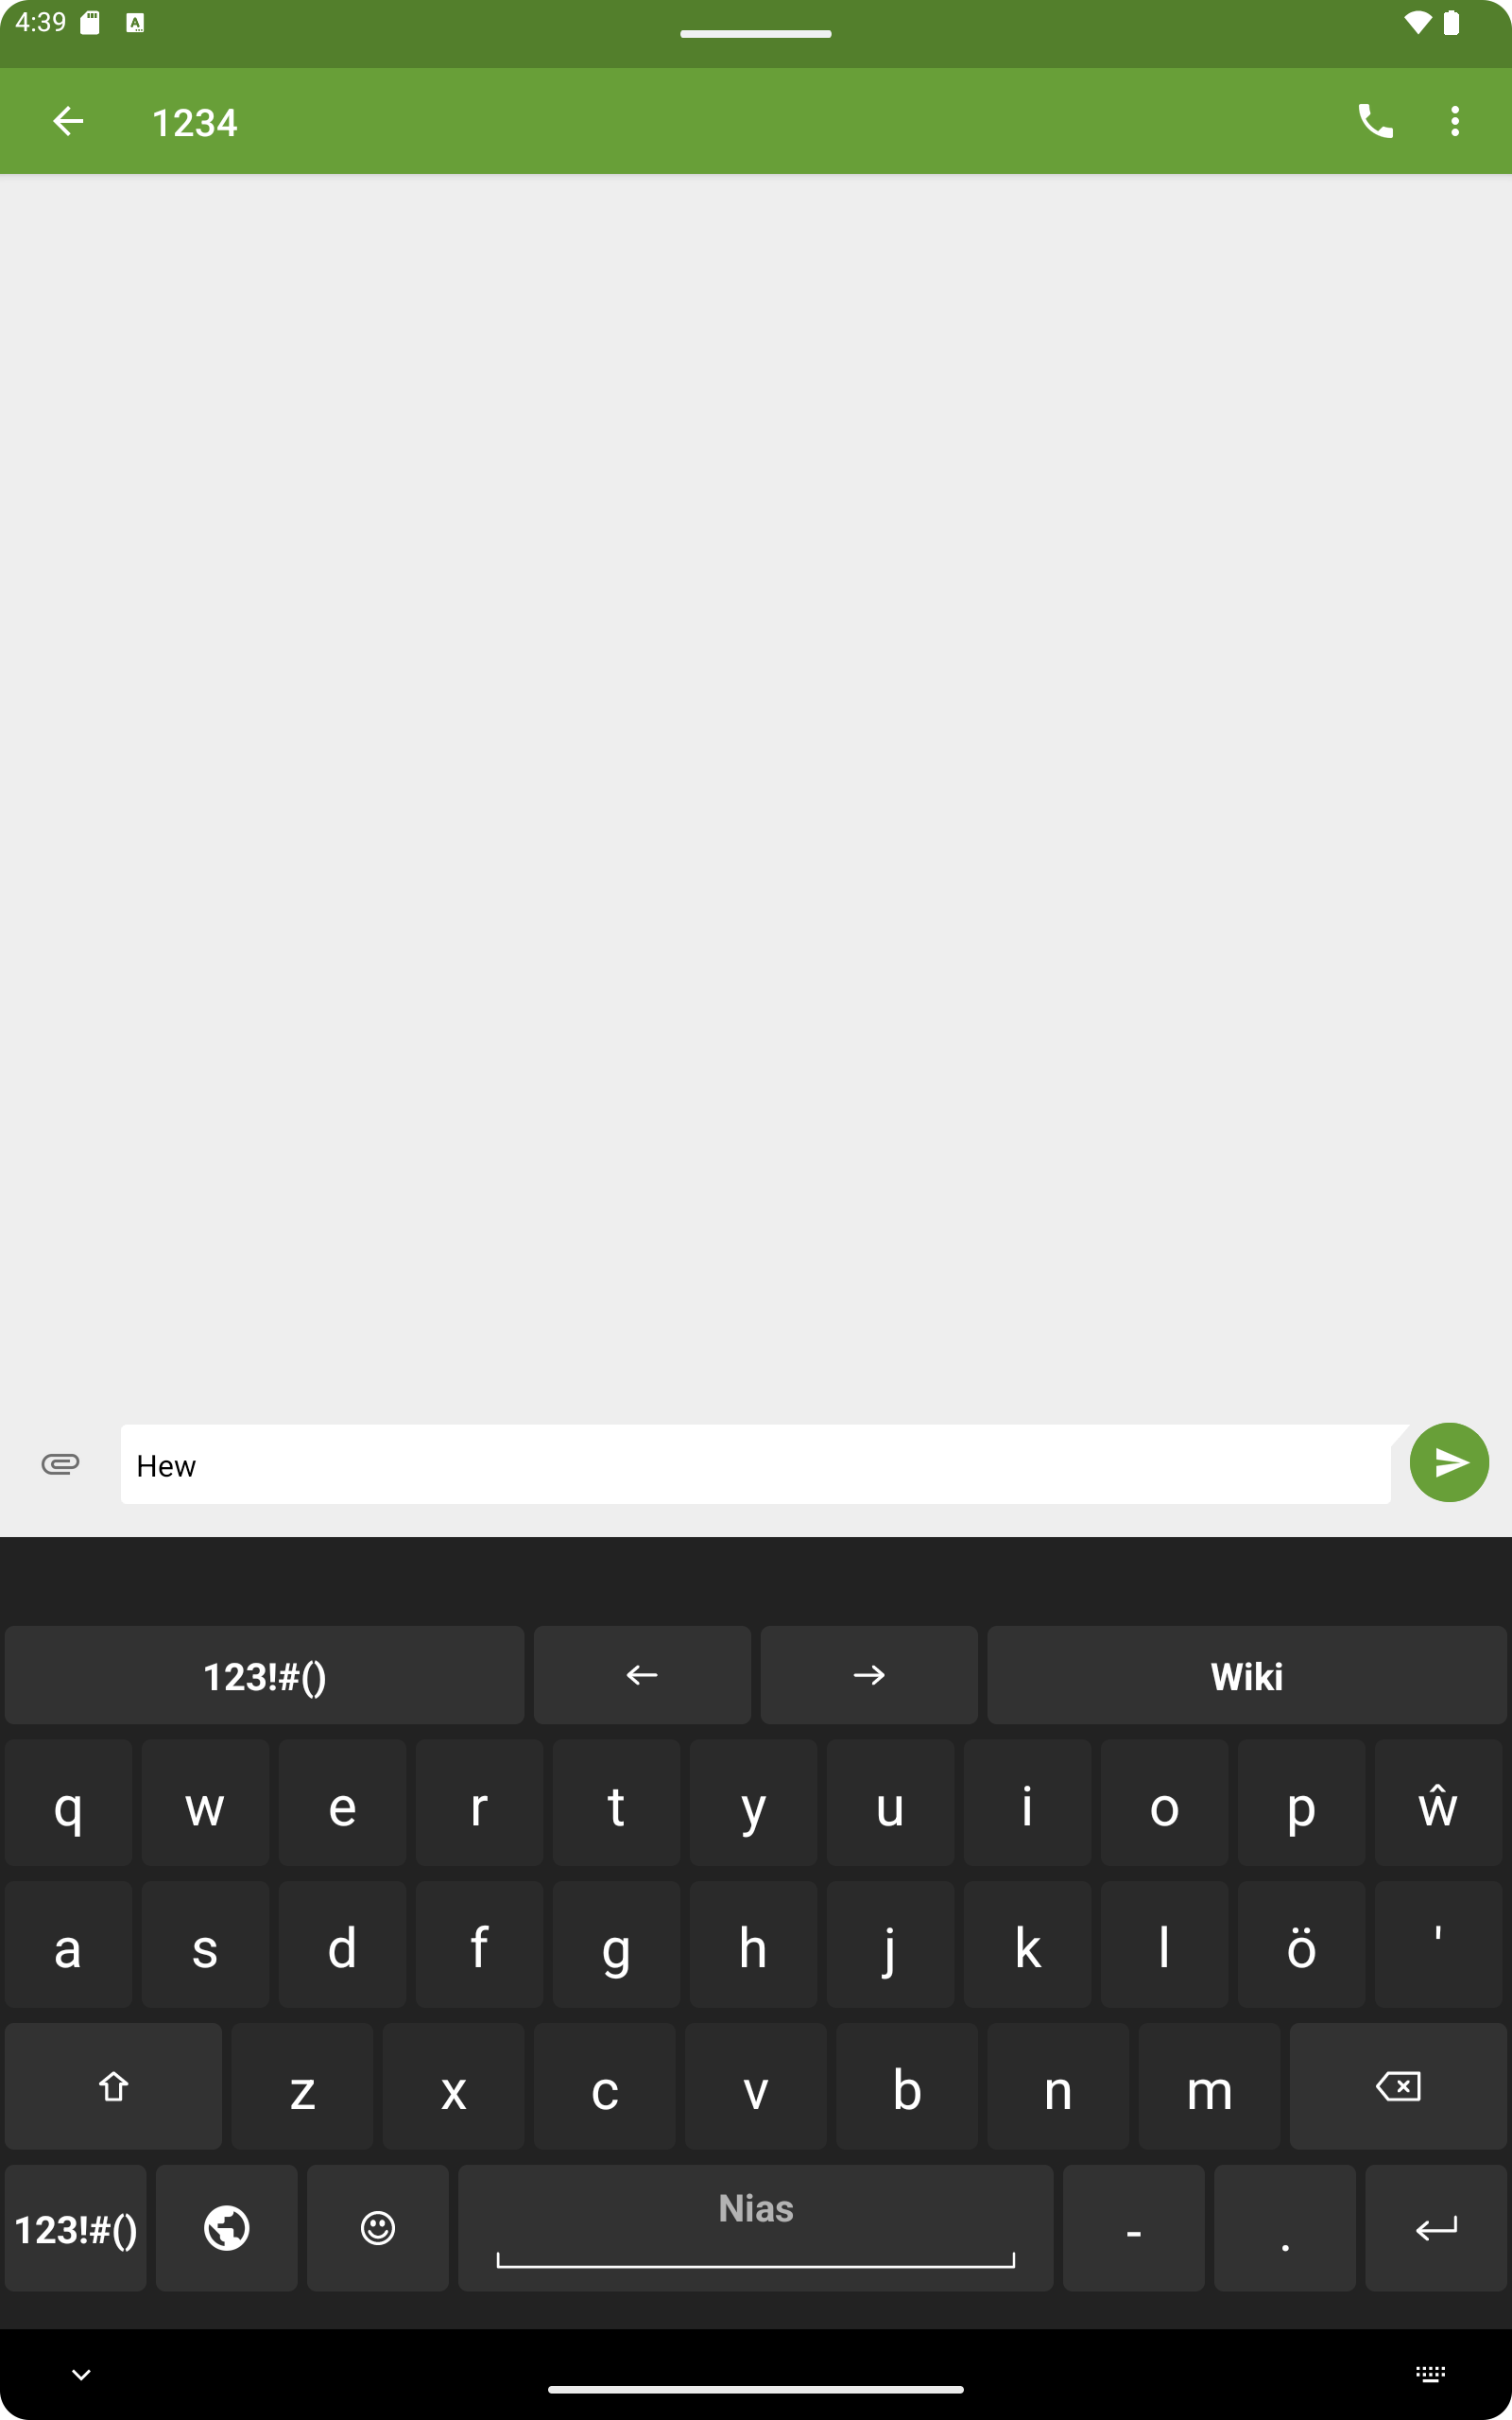 4:39
1234
Hew
123!#() Wiki
q w e r t y u i o p ŵ
a s d f g h j k l ö '
z x c v b n m
123!#() Nias - .